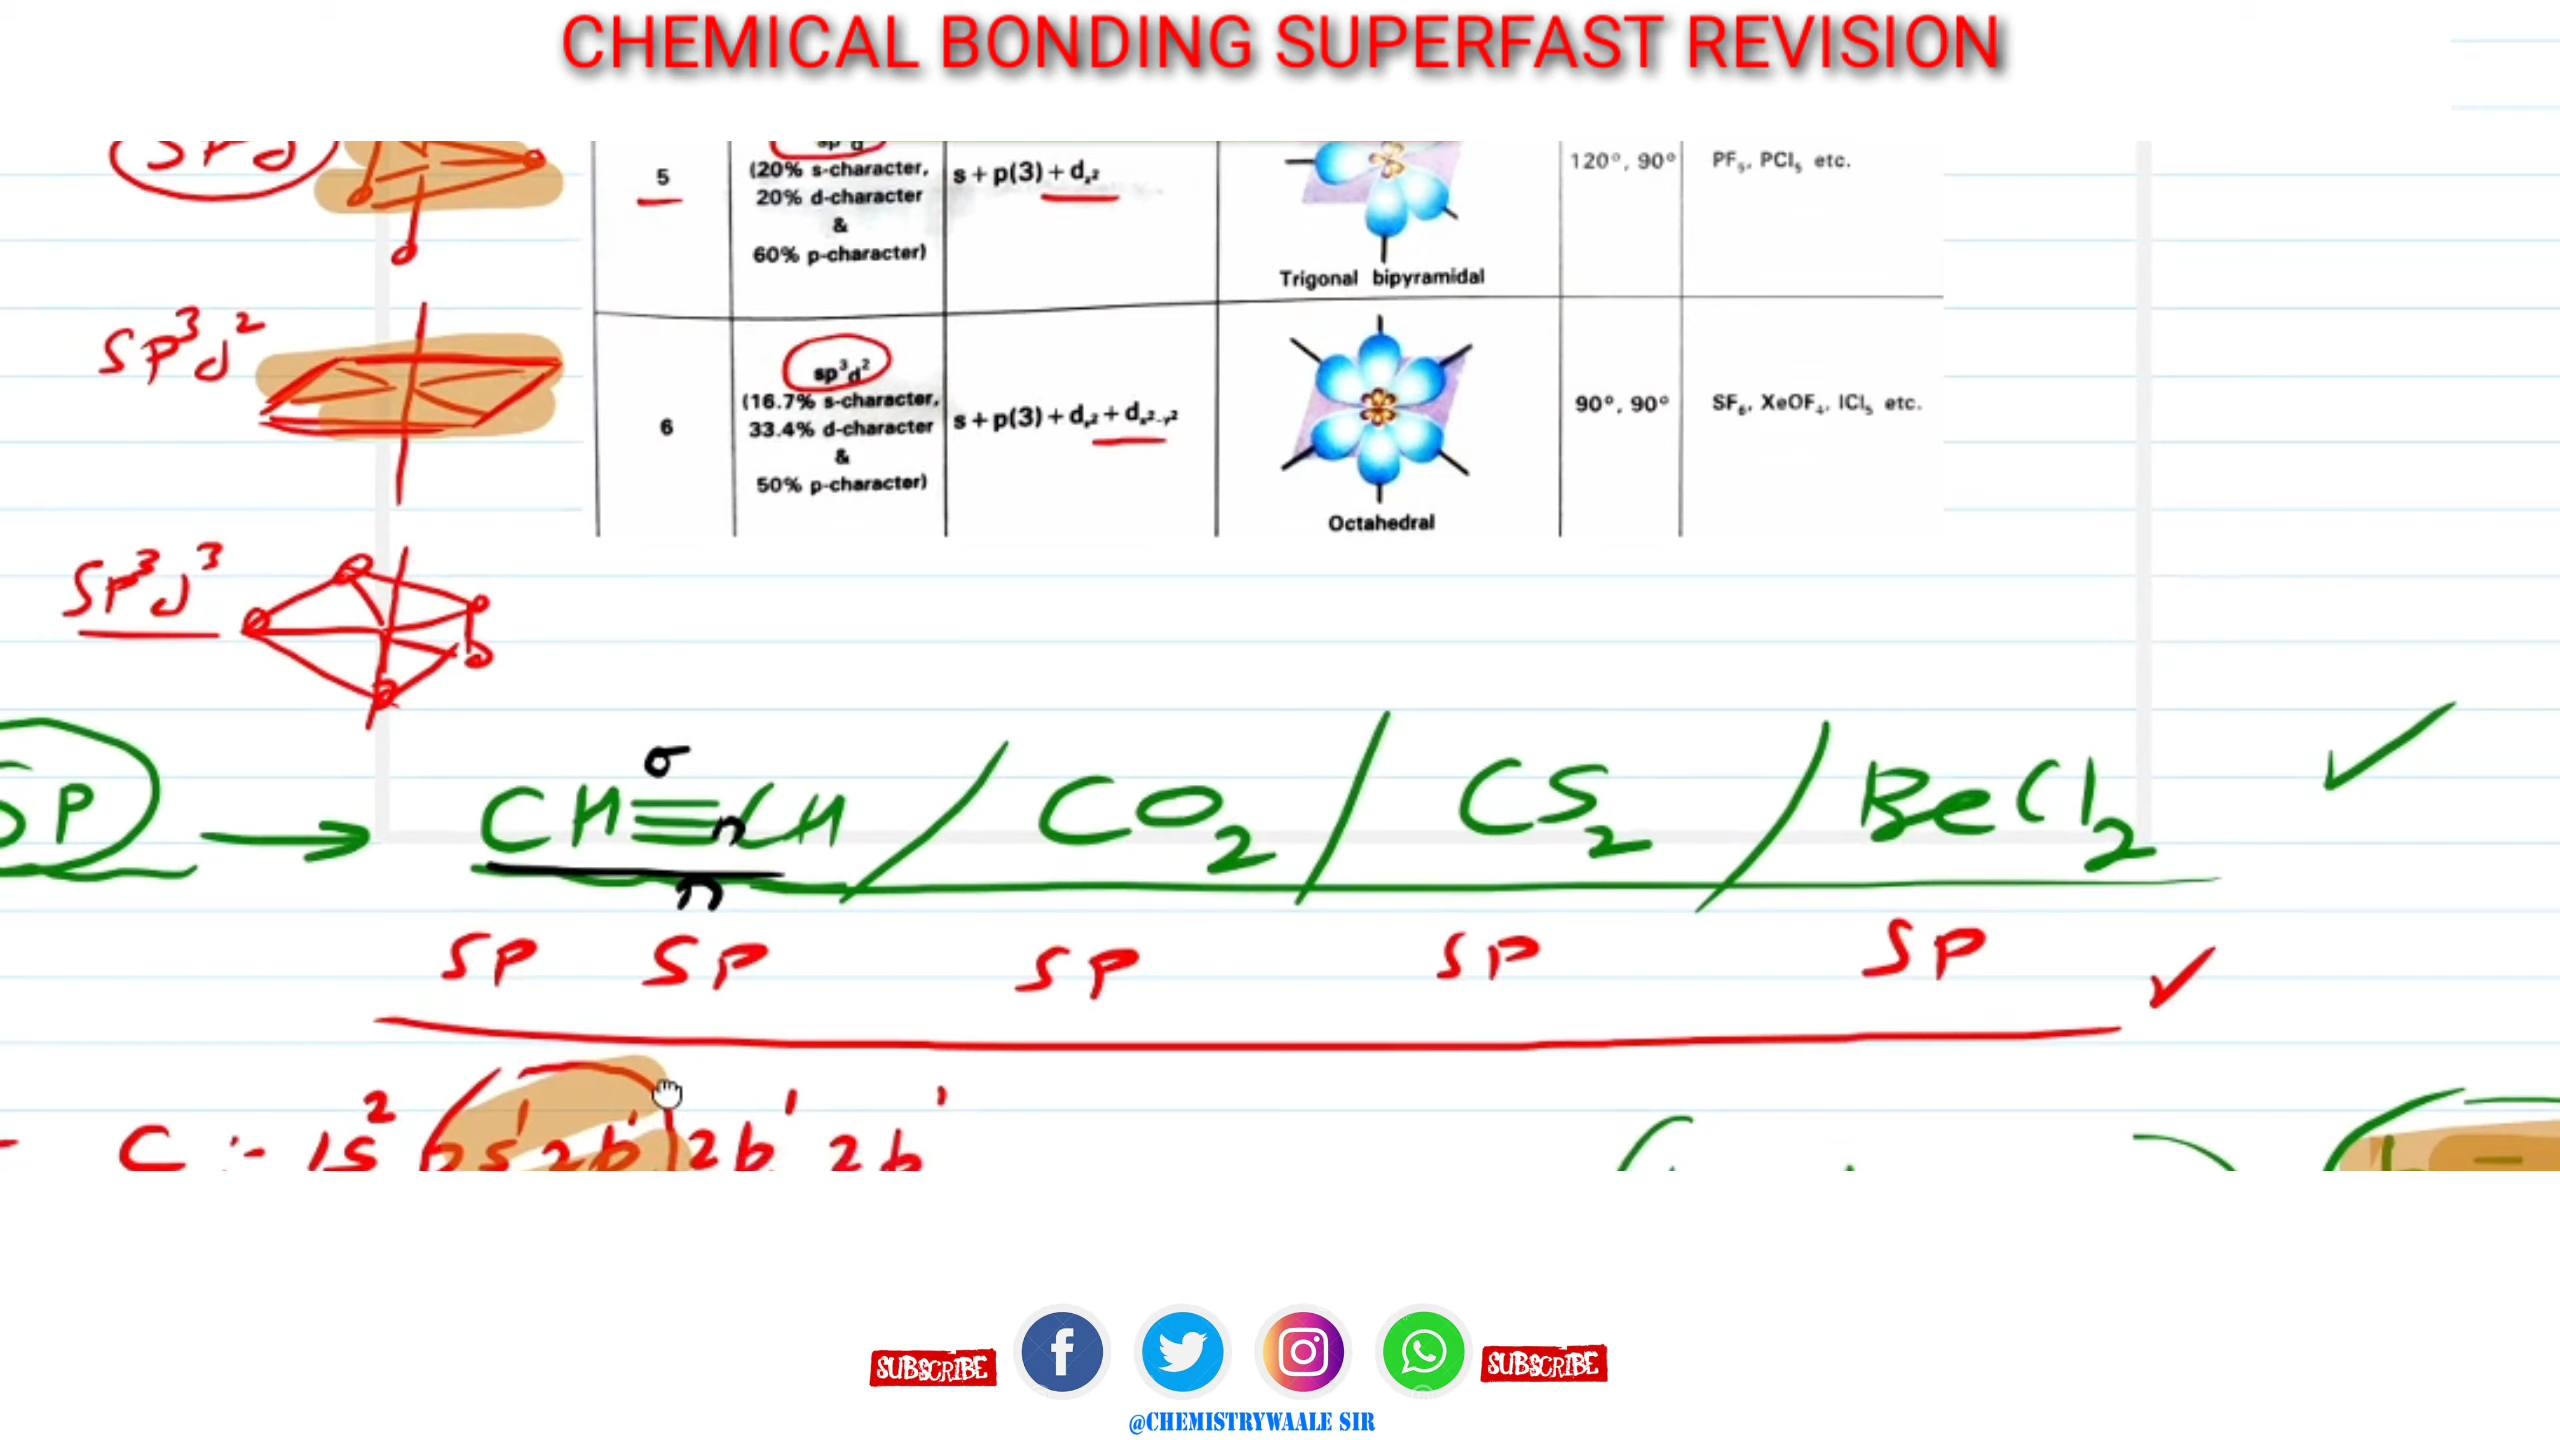 CHEMICAL BONDING SUPERFAST REVISION
5
(20% s-character,
20% d-character
&
60% p-character)
s + p(3) + d_z²
Trigonal bipyramidal
120°, 90°
PF₅, PCl₅ etc.
sp³d²
6
sp³d²
(16.7% s-character,
33.4% d-character
&
50% p-character)
s + p(3) + d_z² + d_x²-y²
Octahedral
90°, 90°
SF₆, XeOF₄, ICl₅ etc.
sp³d³
SP → CH≡CH / CO₂ / CS₂ / BeCl₂
σ
π
π
SP SP SP SP SP
C :- 1s² 2s¹ 2p¹ 2p¹ 2p¹
SUBSCRIBE
SUBSCRIBE
@CHEMISTRYWAALE SIR